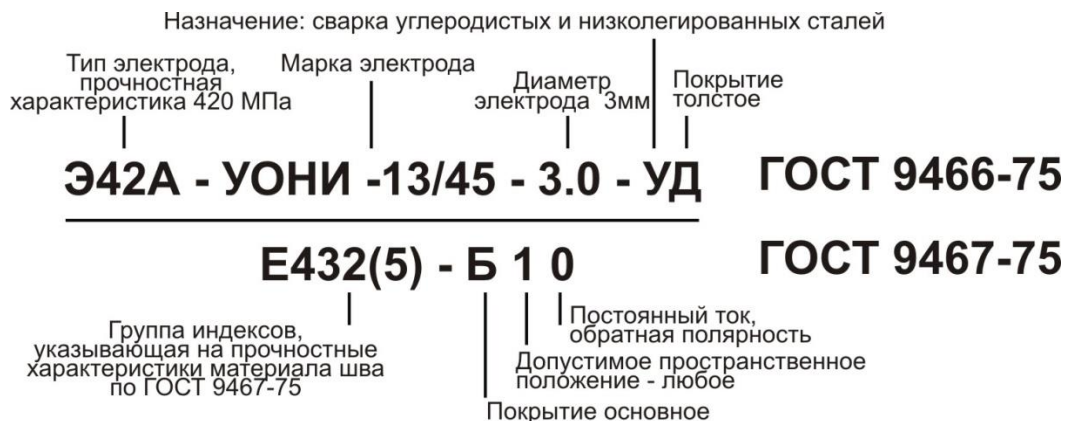 Назначение: сварка углеродистых и низколегированных сталей
Тип электрода,
прочностная
характеристика 420 МПа
Марка электрода
Диаметр
электрода 3мм
Покрытие
толстое
Э42А - УОНИ -13/45 - 3.0 - УД
ГОСТ 9466-75
Е432(5) - Б 1 0
ГОСТ 9467-75
Группа индексов,
указывающая на прочностные
характеристики материала шва
по ГОСТ 9467-75
Постоянный ток,
обратная полярность
Допустимое пространственное
положение - любое
Покрытие основное